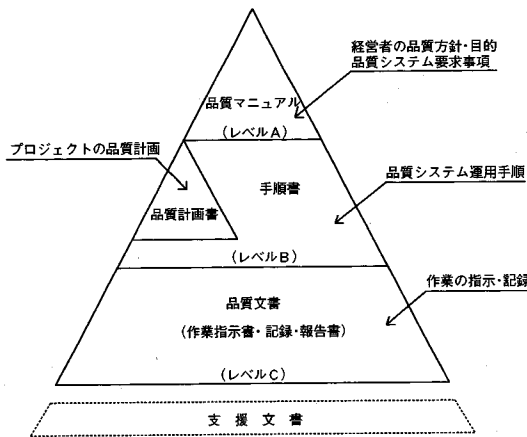 経営者の品質方針・目的
品質システム要求事項
品質マニュアル
(レベルA)
プロジェクトの品質計画
品質計画書
手順書
品質システム運用手順
(レベルB)
作業の指示・記録
品質文書
(作業指示書・記録・報告書)
(レベルC)
支援文書